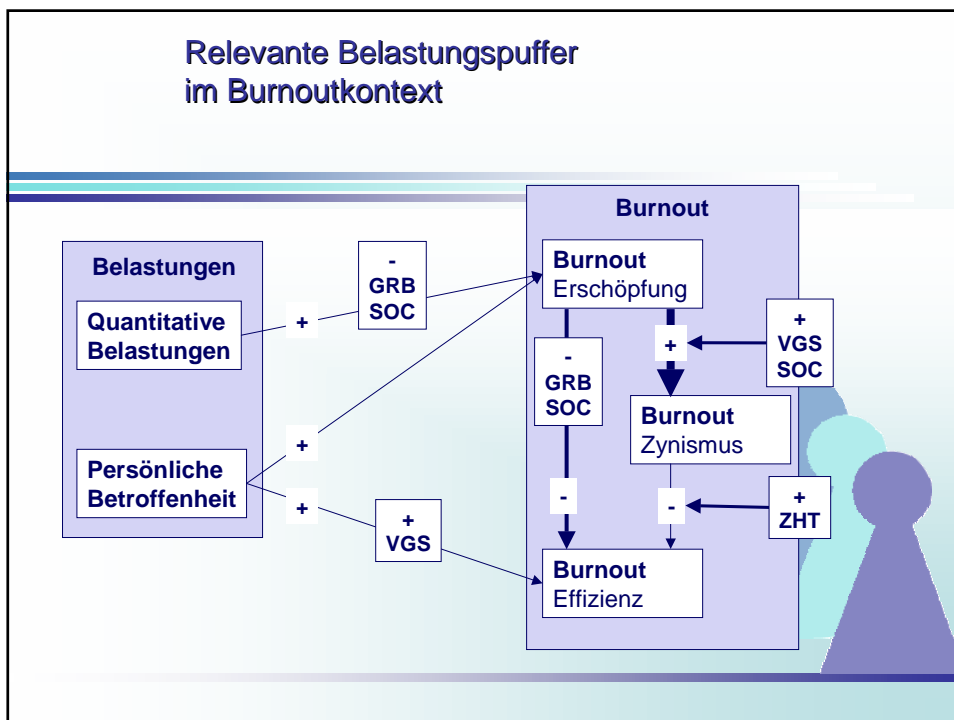 Relevante Belastungspuffer
im Burnoutkontext
Belastungen
Quantitative
Belastungen
Persönliche
Betroffenheit
+
-
GRB
SOC
+
+
+
VGS
Burnout
Burnout
Erschöpfung
-
GRB
SOC
-
+
+
VGS
SOC
Burnout
Zynismus
-
+
ZHT
Burnout
Effizienz